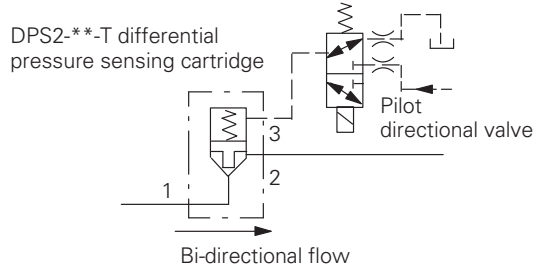 DPS2-**-T differential
pressure sensing cartridge
Pilot
directional valve
3
2
1
Bi-directional flow